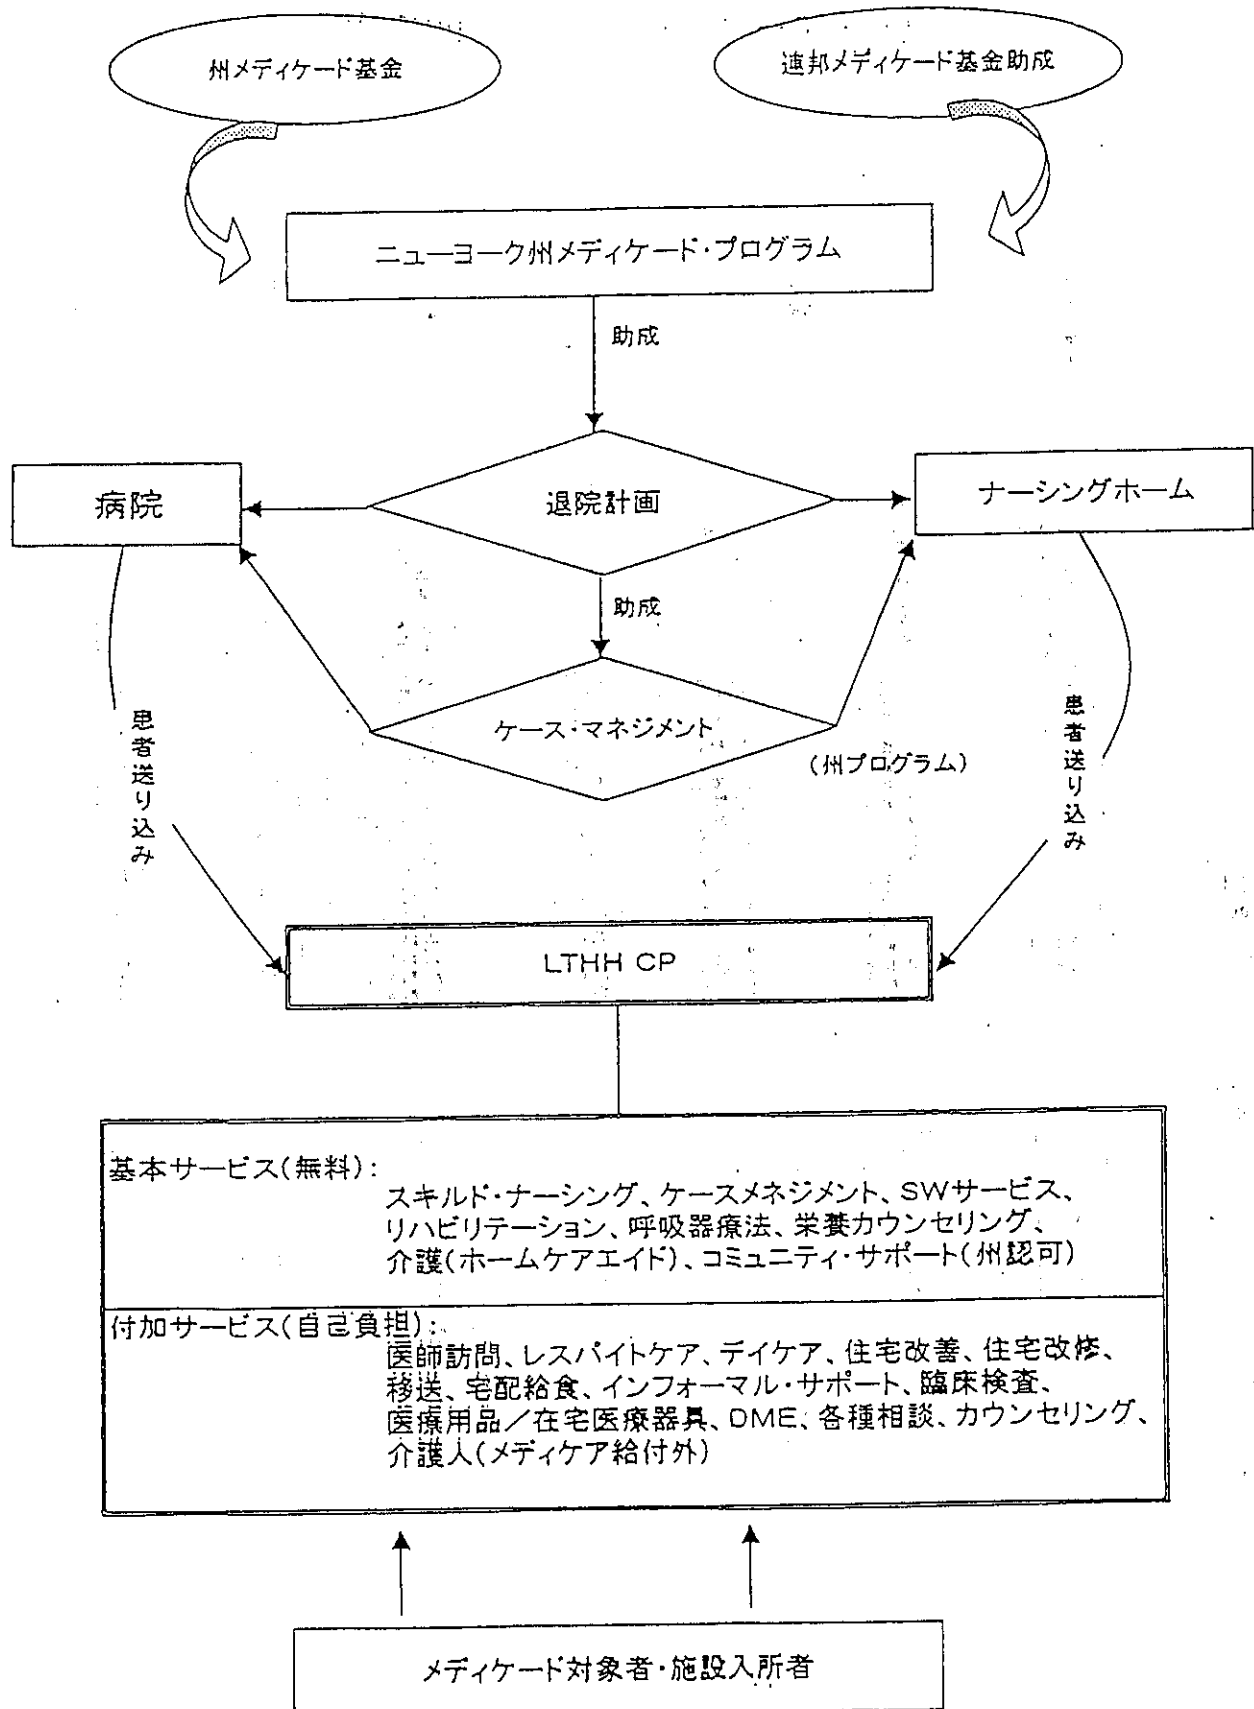 州メディケード基金
連邦メディケード基金助成
ニューヨーク州メディケード・プログラム
助成
病院
退院計画
ナーシングホーム
助成
ケース・マネジメント
(州プログラム)
患者送り込み
患者送り込み
LTHH CP
基本サービス(無料):
スキルド・ナーシング、ケースメネジメント、SWサービス、
リハビリテーション、呼吸器療法、栄養カウンセリング、
介護(ホームケアエイド)、コミュニティ・サポート(州認可)
付加サービス(自己負担):
医師訪問、レスパイトケア、デイケア、住宅改善、住宅改修、
移送、宅配給食、インフォーマル・サポート、臨床検査、
医療用品/在宅医療器具、DME、各種相談、カウンセリング、
介護人(メディケア給付外)
メディケード対象者・施設入所者